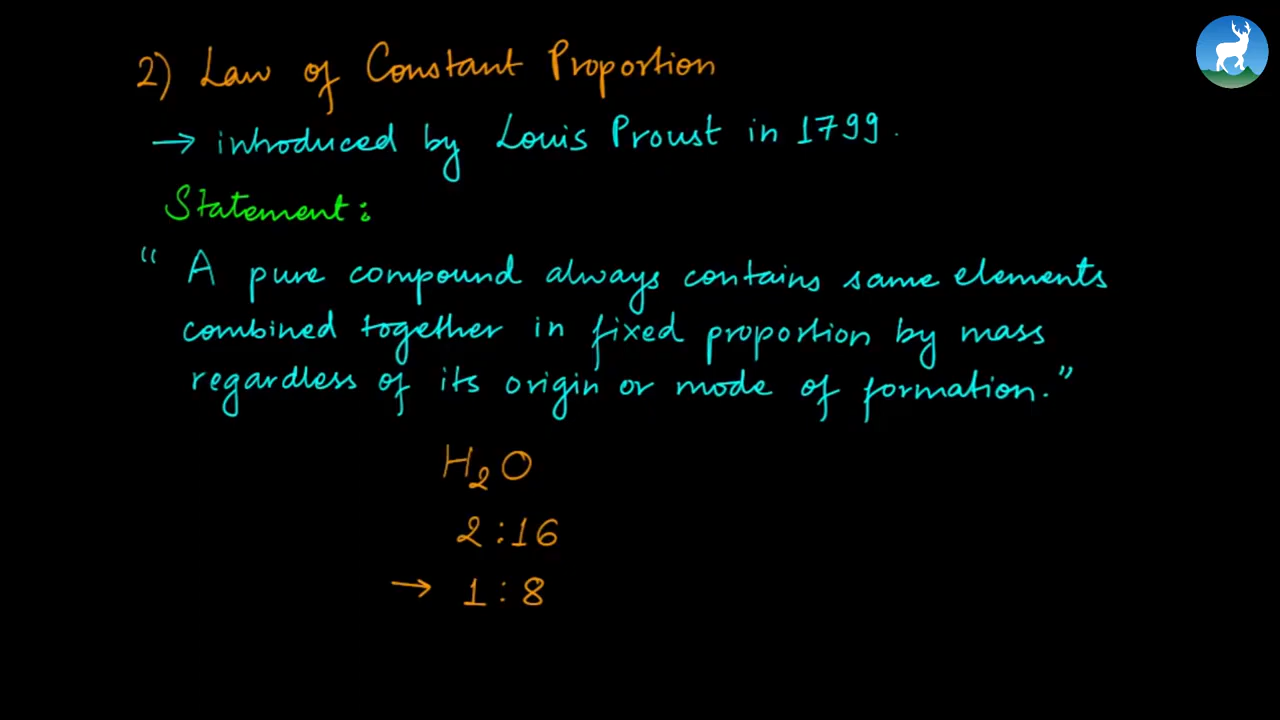 2) Law of Constant Proportion
→ introduced by Louis Proust in 1799.
Statement:
“ A pure compound always contains same elements
combined together in fixed proportion by mass
regardless of its origin or mode of formation.”
H₂O
2:16
→ 1:8